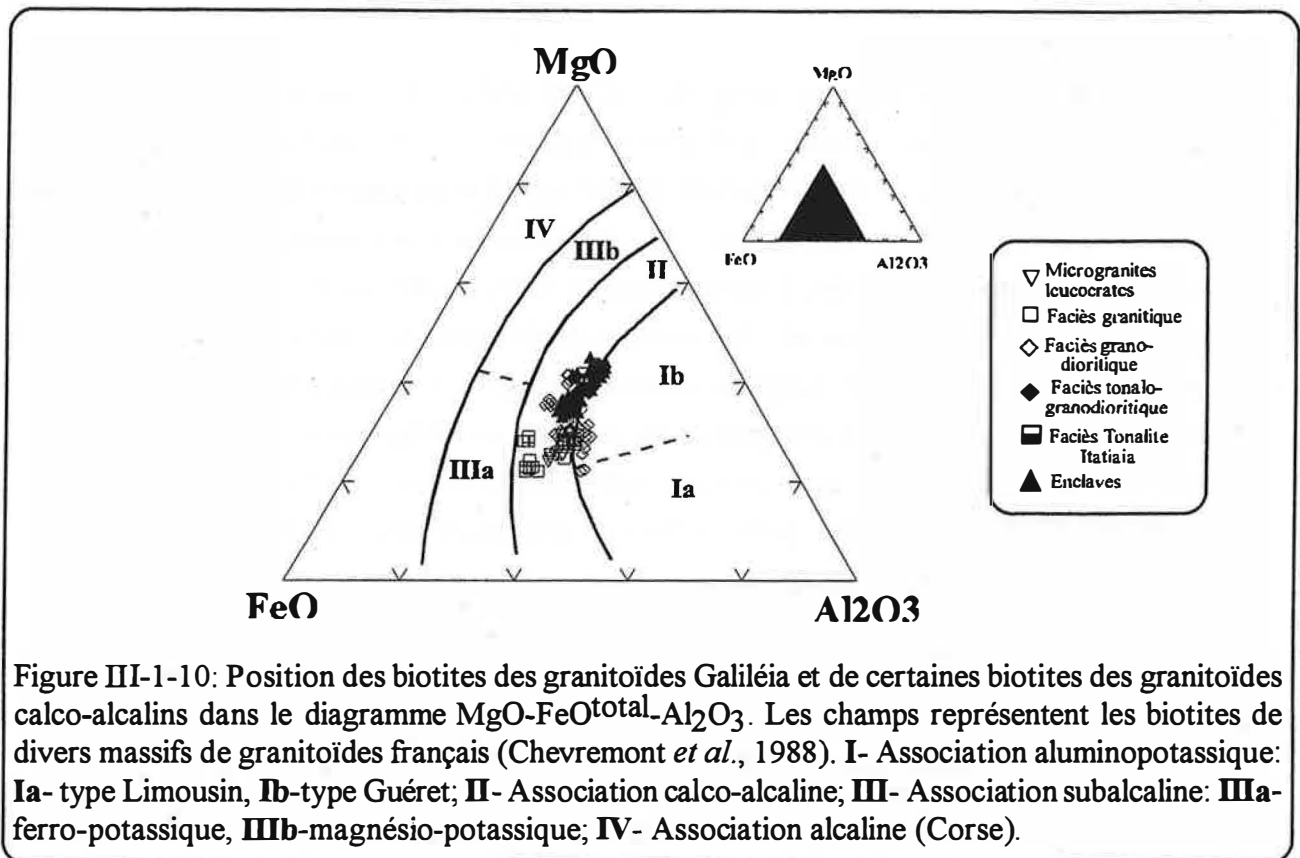 MgO
MgO
FeO
Al2O3
IV
IIIb
II
Ib
IIIa
Ia
FeO
Al2O3
Microgranites
leucocrates
Faciès granitique
Faciès grano-
dioritique
Faciès tonalo-
granodioritique
Faciès Tonalite
Itatiaia
Enclaves
Figure III-1-10: Position des biotites des granitoïdes Galiléia et de certaines biotites des granitoïdes
calco-alcalins dans le diagramme MgO-FeOtotal-Al2O3. Les champs représentent les biotites de
divers massifs de granitoïdes français (Chevremont et al., 1988). I- Association aluminopotassique:
Ia- type Limousin, Ib-type Guéret; II- Association calco-alcaline; III- Association subalcaline: IIIa-
ferro-potassique, IIIb-magnésio-potassique; IV- Association alcaline (Corse).